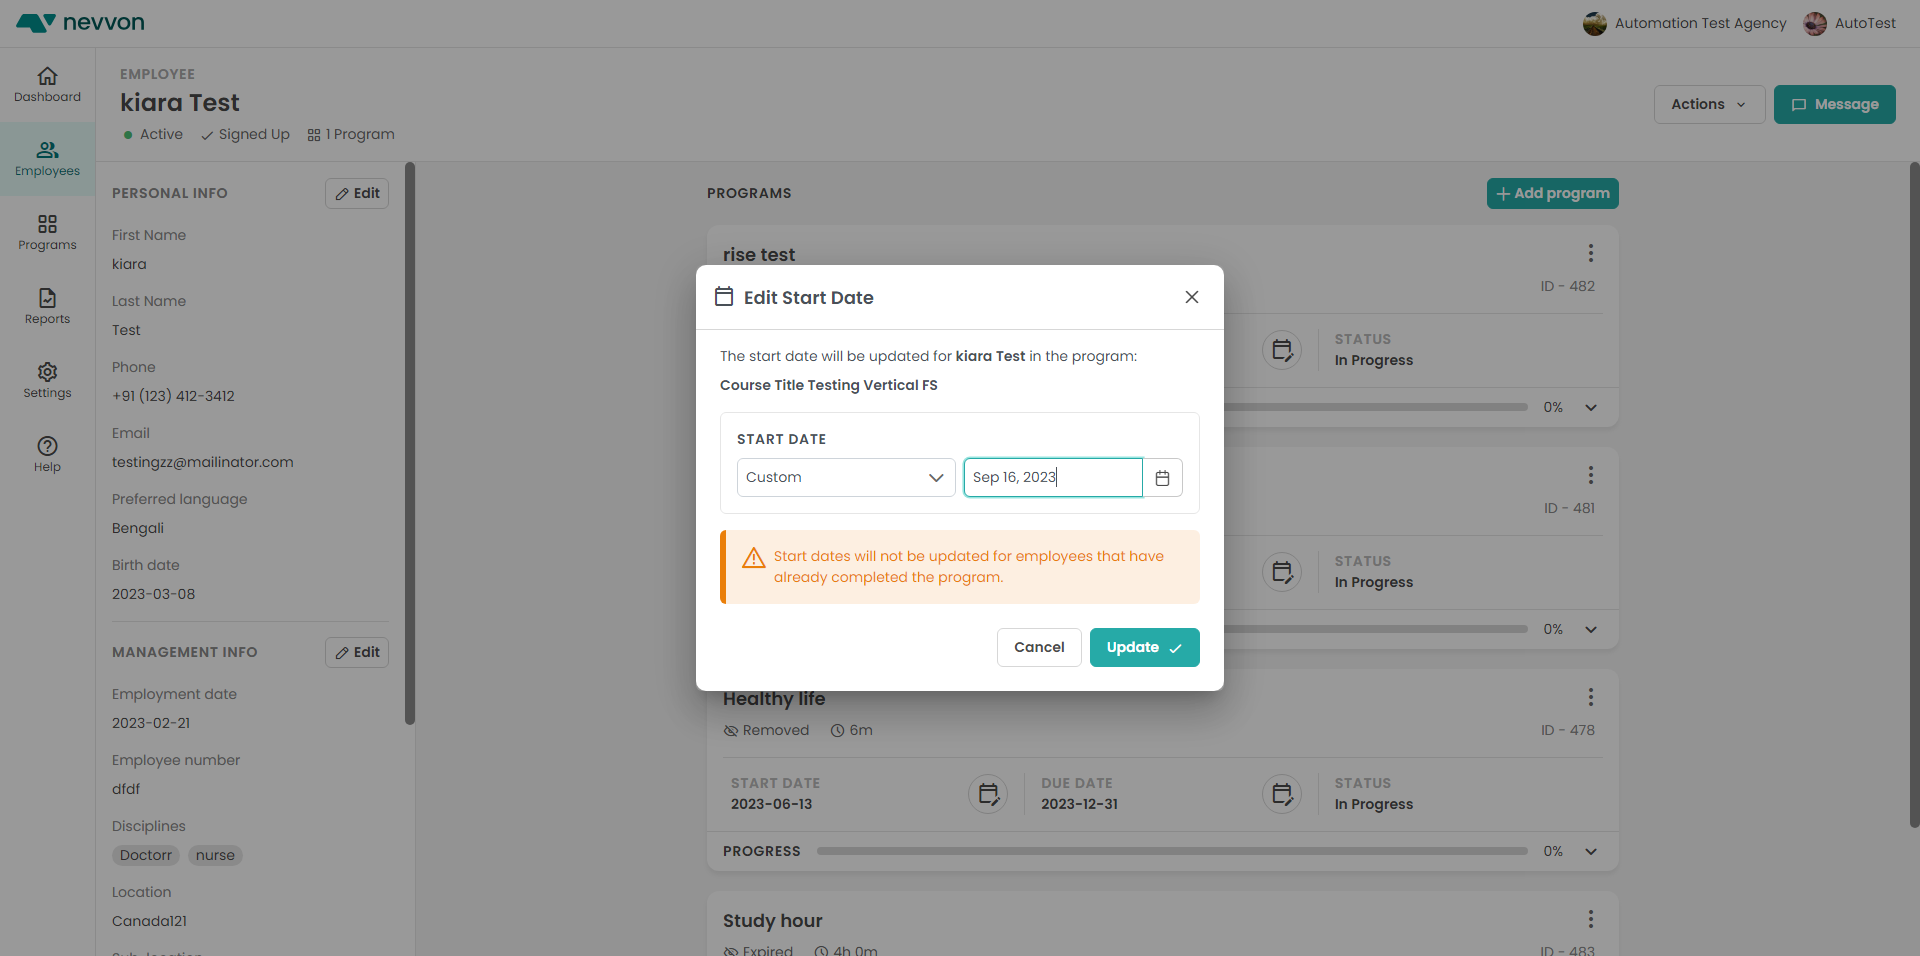 nevvon
Automation Test Agency
AutoTest
Dashboard
Employees
Programs
Reports
Settings
Help
EMPLOYEE
kiara Test
Active
Signed Up
1 Program
Actions
Message
PERSONAL INFO
Edit
First Name
kiara
Last Name
Test
Phone
+91 (123) 412-3412
Email
testingzz@mailinator.com
Preferred language
Bengali
Birth date
2023-03-08
MANAGEMENT INFO
Edit
Employment date
2023-02-21
Employee number
dfdf
Disciplines
Doctorr nurse
Location
Canada121
Sub-location
PROGRAMS
Add program
rise test
ID - 482
STATUS
In Progress
0%
Edit Start Date
The start date will be updated for kiara Test in the program:
Course Title Testing Vertical FS
START DATE
Custom
Sep 16, 2023
Start dates will not be updated for employees that have
already completed the program.
Cancel
Update
ID - 481
STATUS
In Progress
0%
Healthy life
Removed 6m
ID - 478
START DATE
2023-06-13
DUE DATE
2023-12-31
STATUS
In Progress
PROGRESS
0%
Study hour
Expired 4h 0m
ID - 483